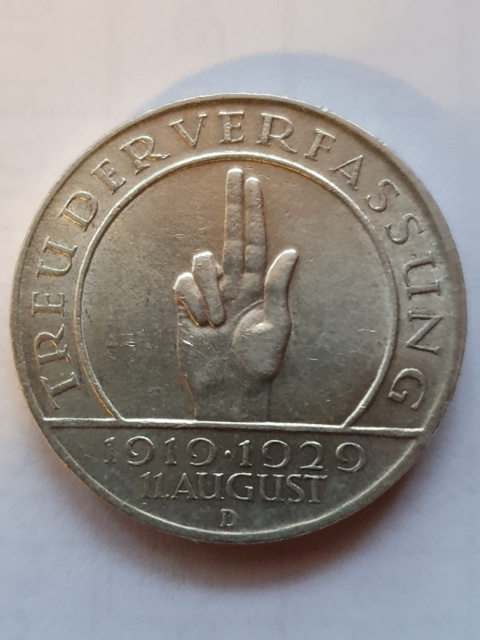 TREU DER VERFASSUNG
1919·1929
11.AUGUST
D